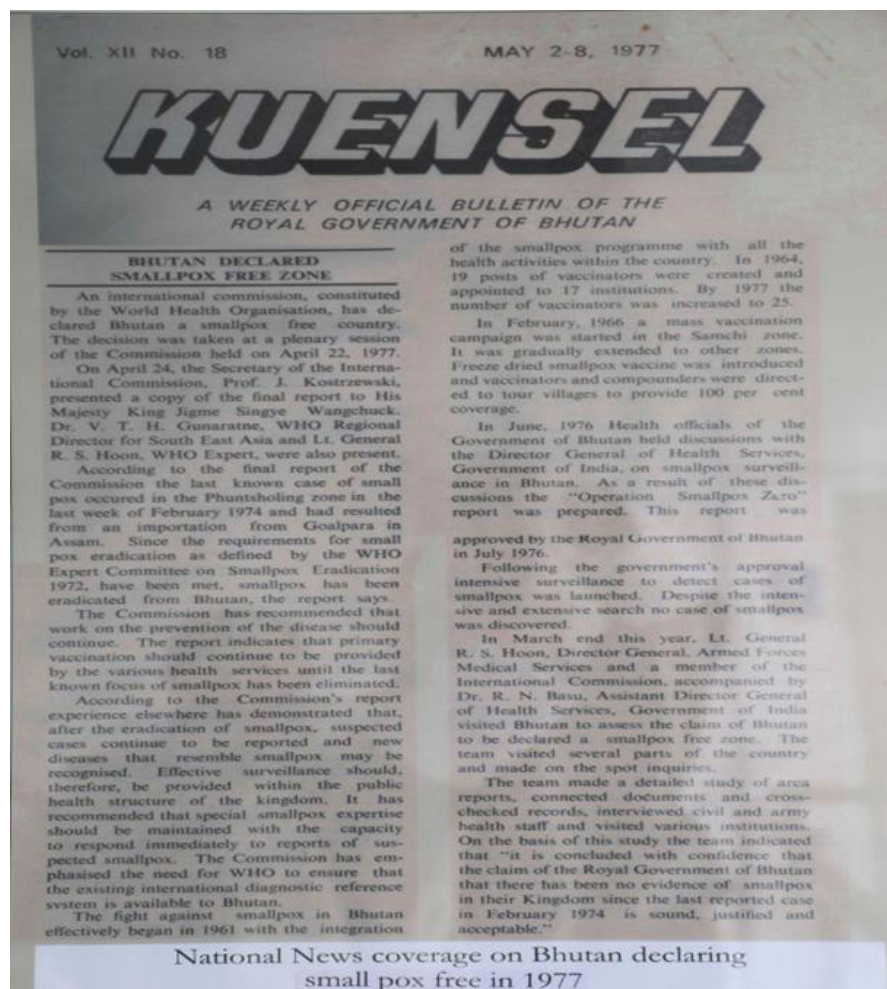 Vol. XII No. 18 MAY 2-8, 1977
KUENSEL
A WEEKLY OFFICIAL BULLETIN OF THE
ROYAL GOVERNMENT OF BHUTAN
BHUTAN DECLARED
SMALLPOX FREE ZONE
An international commission, constituted
by the World Health Organisation, has de-
clared Bhutan a smallpox free country.
The decision was taken at a plenary session
of the Commission held on April 22, 1977.
On April 24, the Secretary of the Interna-
tional Commission, Prof. J. Kostrzewski,
presented a copy of the final report to His
Majesty King Jigme Singye Wangchuck.
Dr. V. T. H. Gunaratne, WHO Regional
Director for South East Asia and Lt. General
R. S. Hoon, WHO Expert, were also present.
According to the final report of the
Commission the last known case of small
pox occured in the Phuntsholing zone in the
last week of February 1974 and had resulted
from an importation from Goalpara in
Assam. Since the requirements for small
pox eradication as defined by the WHO
Expert Committee on Smallpox Eradication
1972, have been met, smallpox has been
eradicated from Bhutan, the report says.
The Commission has recommended that
work on the prevention of the disease should
continue. The report indicates that primary
vaccination should continue to be provided
by the various health services until the last
known focus of smallpox has been eliminated.
According to the Commission's report
experience elsewhere has demonstrated that,
after the eradication of smallpox, suspected
cases continue to be reported and new
diseases that resemble smallpox may be
recognised. Effective surveillance should,
therefore, be provided within the public
health structure of the kingdom. It has
recommended that special smallpox expertise
should be maintained with the capacity
to respond immediately to reports of sus-
pected smallpox. The Commission has em-
phasised the need for WHO to ensure that
the existing international diagnostic reference
system is available to Bhutan.
The fight against smallpox in Bhutan
effectively began in 1961 with the integration
of the smallpox programme with all the
health activities within the country. In 1964,
19 posts of vaccinators were created and
appointed to 17 institutions. By 1977 the
number of vaccinators was increased to 25.
In February, 1966 a mass vaccination
campaign was started in the Samchi zone.
It was gradually extended to other zones.
Freeze dried smallpox vaccine was introduced
and vaccinators and compounders were direct-
ed to tour villages to provide 100 per cent
coverage.
In June, 1976 Health officials of the
Government of Bhutan held discussions with
the Director General of Health Services,
Government of India, on smallpox surveill-
ance in Bhutan. As a result of these dis-
cussions the "Operation Smallpox Zero"
report was prepared. This report was
approved by the Royal Government of Bhutan
in July 1976.
Following the government's approval
intensive surveillance to detect cases of
smallpox was launched. Despite the inten-
sive and extensive search no case of smallpox
was discovered.
In March end this year, Lt. General
R. S. Hoon, Director General, Armed Forces
Medical Services and a member of the
International Commission, accompanied by
Dr. R. N. Basu, Assistant Director General
of Health Services, Government of India
visited Bhutan to assess the claim of Bhutan
to be declared a smallpox free zone. The
team visited several parts of the country
and made on the spot inquiries.
The team made a detailed study of area
reports, connected documents and cross-
checked records, interviewed civil and army
health staff and visited various institutions.
On the basis of this study the team indicated
that "it is concluded with confidence that
the claim of the Royal Government of Bhutan
that there has been no evidence of smallpox
in their Kingdom since the last reported case
in February 1974 is sound, justified and
acceptable."
National News coverage on Bhutan declaring
small pox free in 1977